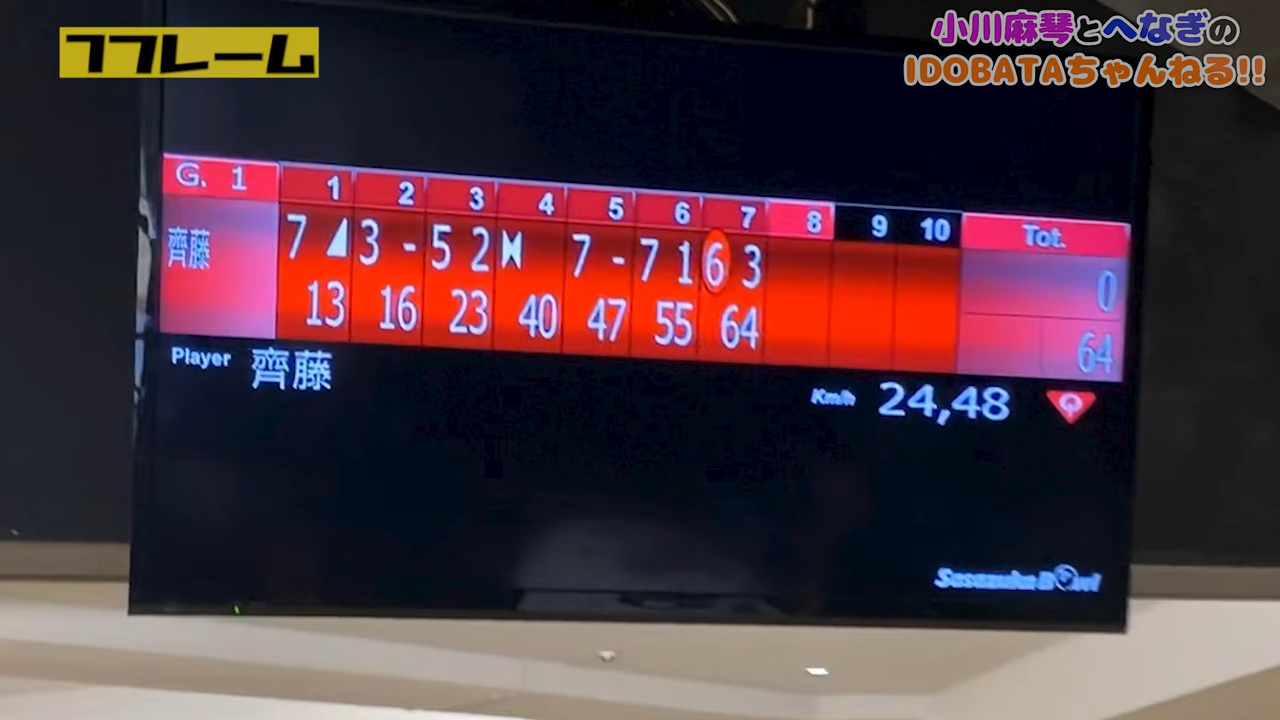 7フレーム
小川麻琴とへなぎの
IDOBATAちゃんねる!!
G. 1 1 2 3 4 5 6 7 8 9 10 Tot.
齊藤 7 ◢ 3 - 5 2 ⧓ 7 - 7 1 6 3 0
13 16 23 40 47 55 64 64
Player 齊藤
Km/h 24,48
Sasazuka Bowl